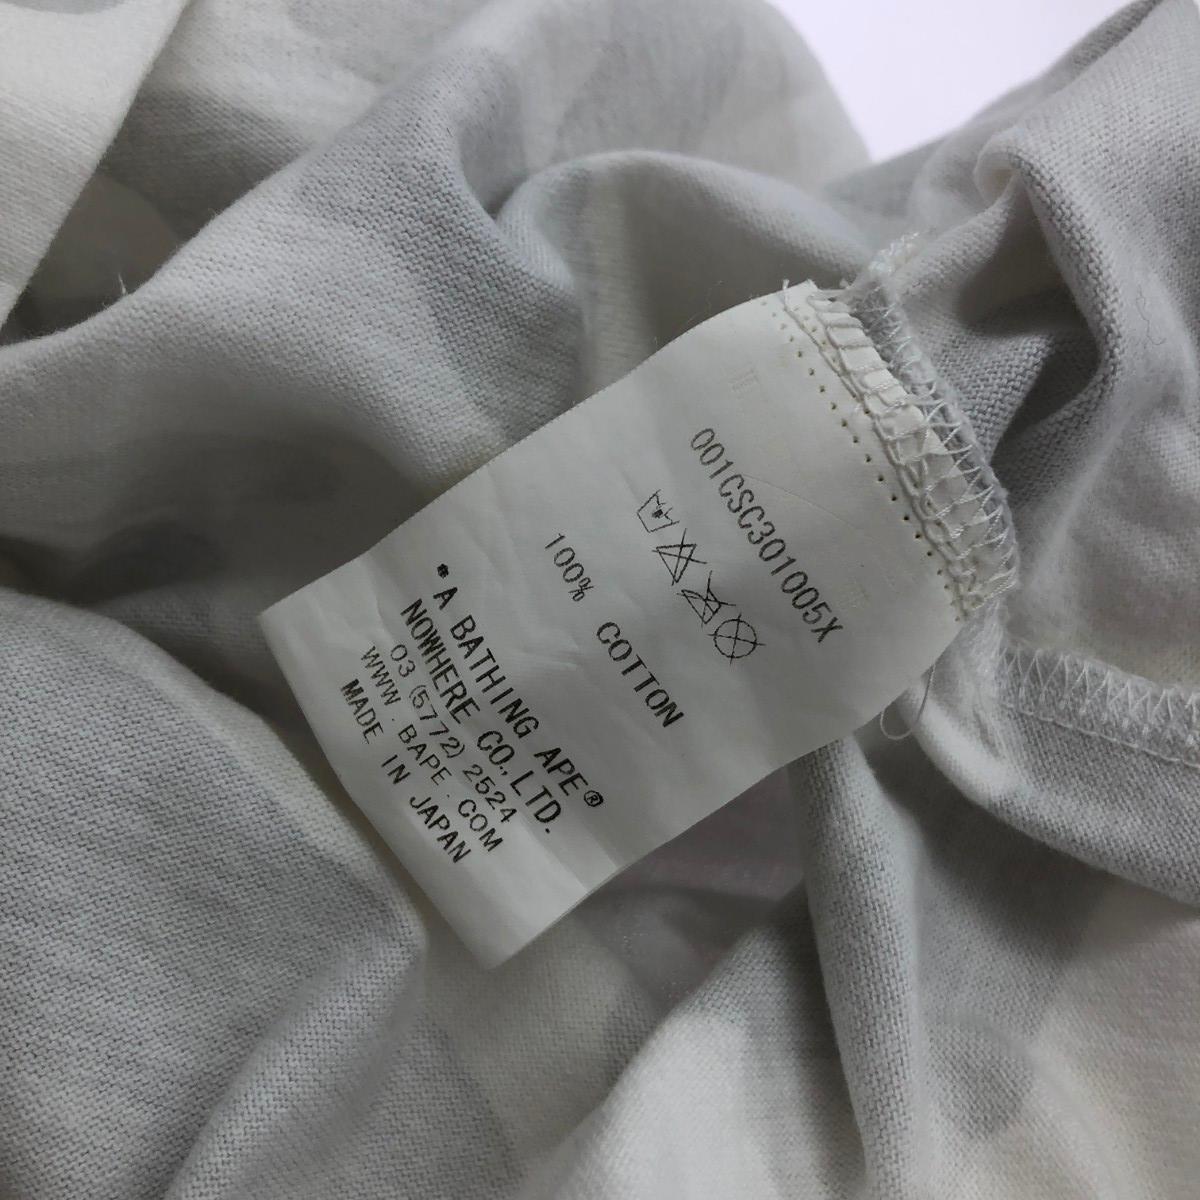 001CSC301005X
100% COTTON
A BATHING APE®
NOWHERE CO.,LTD.
03 (5772) 2524
WWW.BAPE.COM
MADE IN JAPAN